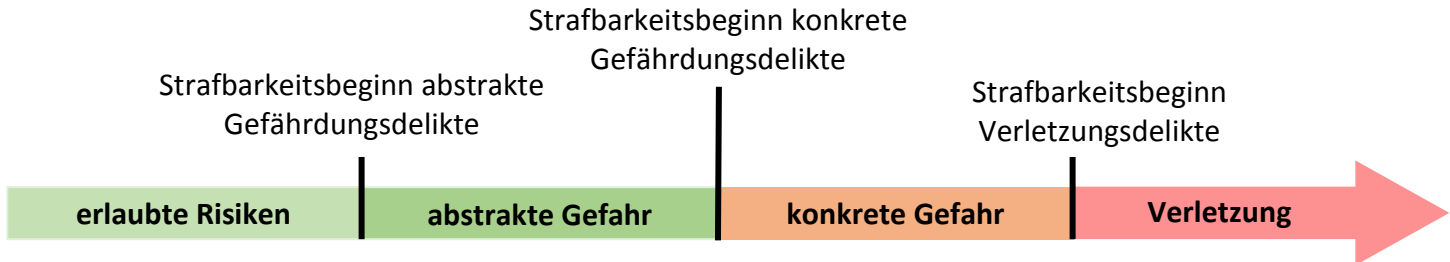 Strafbarkeitsbeginn konkrete
Gefährdungsdelikte
Strafbarkeitsbeginn abstrakte
Gefährdungsdelikte
Strafbarkeitsbeginn
Verletzungsdelikte
erlaubte Risiken
abstrakte Gefahr
konkrete Gefahr
Verletzung